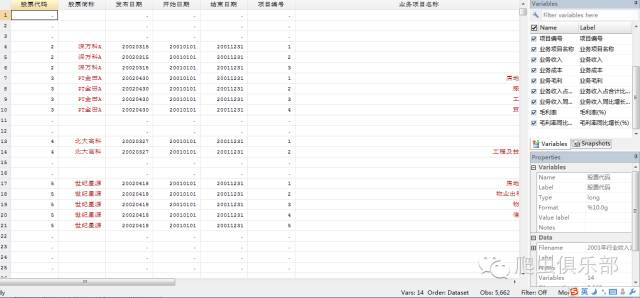 股票代码 股票简称 发布日期 开始日期 结束日期 项目编号 业务项目名称
1 . . . . .
2 . . . . .
3 . . . . .
4 2 深万科A 20020316 20010101 20011231 1
5 2 深万科A 20020316 20010101 20011231 2
6 2 深万科A 20020316 20010101 20011231 3
7 3 时金田A 20020430 20010101 20011231 1 房地
8 3 时金田A 20020430 20010101 20011231 2
9 3 时金田A 20020430 20010101 20011231 3 工
10 3 时金田A 20020430 20010101 20011231 4
11 . . . . .
12 . . . . .
13 4 北大高科 20020327 20010101 20011231 1
14 4 北大高科 20020327 20010101 20011231 2 工程及技
15 . . . . .
16 . . . . .
17 5 世纪星源 20020418 20010101 20011231 1 房地
18 5 世纪星源 20020418 20010101 20011231 2 物业出租
19 5 世纪星源 20020418 20010101 20011231 3 物
20 5 世纪星源 20020418 20010101 20011231 4
21 5 世纪星源 20020418 20010101 20011231 5
22 . . . . .
23 . . . . .
24 . . . . .
25 . . . . .
26 . . . . .
Variables
Filter variables here
Name Label
项目编号 项目编号
业务项目名称 业务项目名称
业务收入 业务收入
业务成本 业务成本
业务毛利 业务毛利
业务收入占... 业务收入占合计比...
业务收入同... 业务收入同比增长...
毛利率 毛利率(%)
毛利率同比... 毛利率同比增长(%)
Variables Snapshots
Properties
Variables
Name 股票代码
Label 股票代码
Type long
Format %10.0g
Value label
Notes
Data
Filename 2001年行业收入
Label
Notes
Variables 14
爬虫俱乐部
Vars: 14 Order: Dataset Obs: 5,662 Filter: Off Mode
英